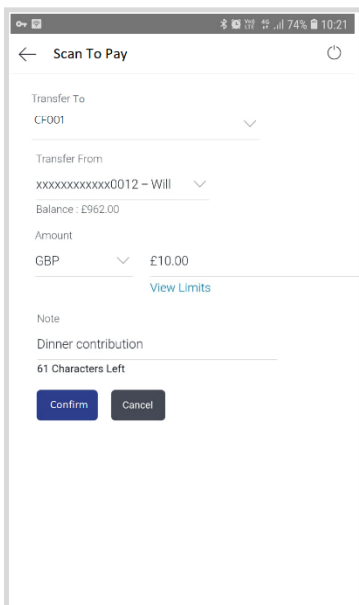 74% 10:21
Scan To Pay
Transfer To
CF001
Transfer From
xxxxxxxxxxxx0012 – Will
Balance : £962.00
Amount
GBP £10.00
View Limits
Note
Dinner contribution
61 Characters Left
Confirm Cancel